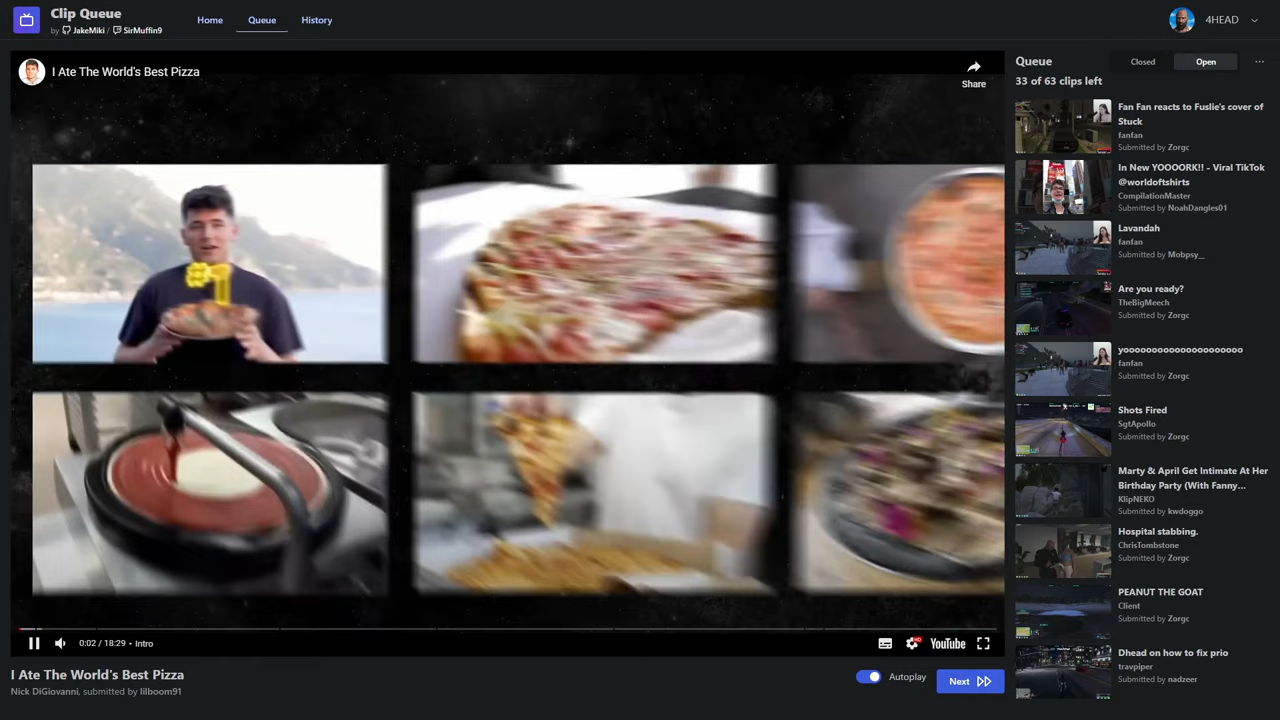 Clip Queue
by JakeMiki / SirMuffin9
Home
Queue
History
4HEAD
I Ate The World's Best Pizza
Share
#1
0:02 / 18:29 • Intro
HD
YouTube
I Ate The World's Best Pizza
Nick DiGiovanni, submitted by lilboom91
Autoplay
Next
Queue
Closed
Open
33 of 63 clips left
Fan Fan reacts to Fuslie's cover of
Stuck
fanfan
Submitted by Zorgc
In New YOOOORK!! - Viral TikTok
@worldoftshirts
CompilationMaster
Submitted by NoahDangles01
Lavandah
fanfan
Submitted by Mobpsy__
Are you ready?
TheBigMeech
Submitted by Zorgc
yoooooooooooooooooooo
fanfan
Submitted by Zorgc
Shots Fired
SgtApollo
Submitted by Zorgc
Marty & April Get Intimate At Her
Birthday Party (With Fanny...
KlipNEKO
Submitted by kwdoggo
Hospital stabbing.
ChrisTombstone
Submitted by Zorgc
PEANUT THE GOAT
Client
Submitted by Zorgc
Dhead on how to fix prio
travpiper
Submitted by nadzeer